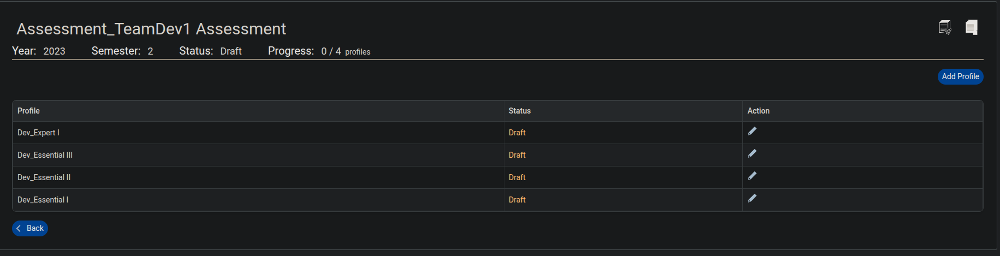 Assessment_TeamDev1 Assessment
Year: 2023 Semester: 2 Status: Draft Progress: 0 / 4 profiles
Add Profile
Profile Status Action
Dev_Expert I Draft
Dev_Essential III Draft
Dev_Essential II Draft
Dev_Essential I Draft
Back